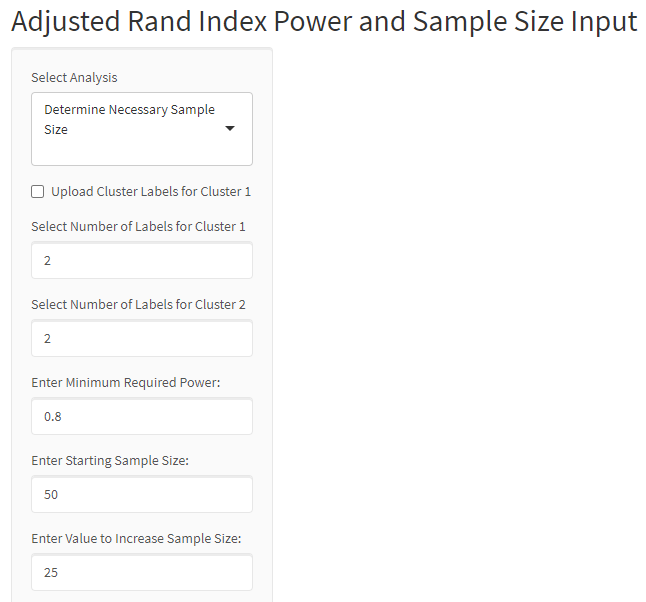 Adjusted Rand Index Power and Sample Size Input
Select Analysis
Determine Necessary Sample
Size
Upload Cluster Labels for Cluster 1
Select Number of Labels for Cluster 1
2
Select Number of Labels for Cluster 2
2
Enter Minimum Required Power:
0.8
Enter Starting Sample Size:
50
Enter Value to Increase Sample Size:
25